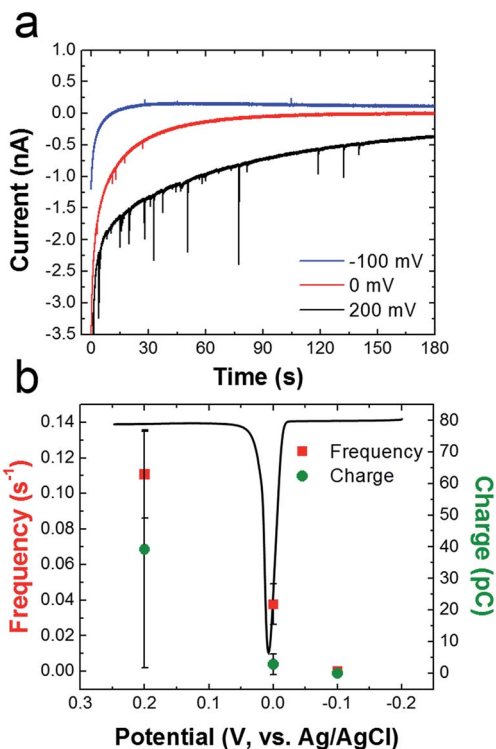 a
1.0
0.5
0.0
-0.5
-1.0
-1.5
-2.0
-2.5
-3.0
-3.5
Current (nA)
-100 mV
0 mV
200 mV
0 30 60 90 120 150 180
Time (s)
b
0.14
0.12
0.10
0.08
0.06
0.04
0.02
0.00
Frequency (s⁻¹)
Frequency
Charge
80
70
60
50
40
30
20
10
0
Charge (pC)
0.3 0.2 0.1 0.0 -0.1 -0.2
Potential (V, vs. Ag/AgCl)